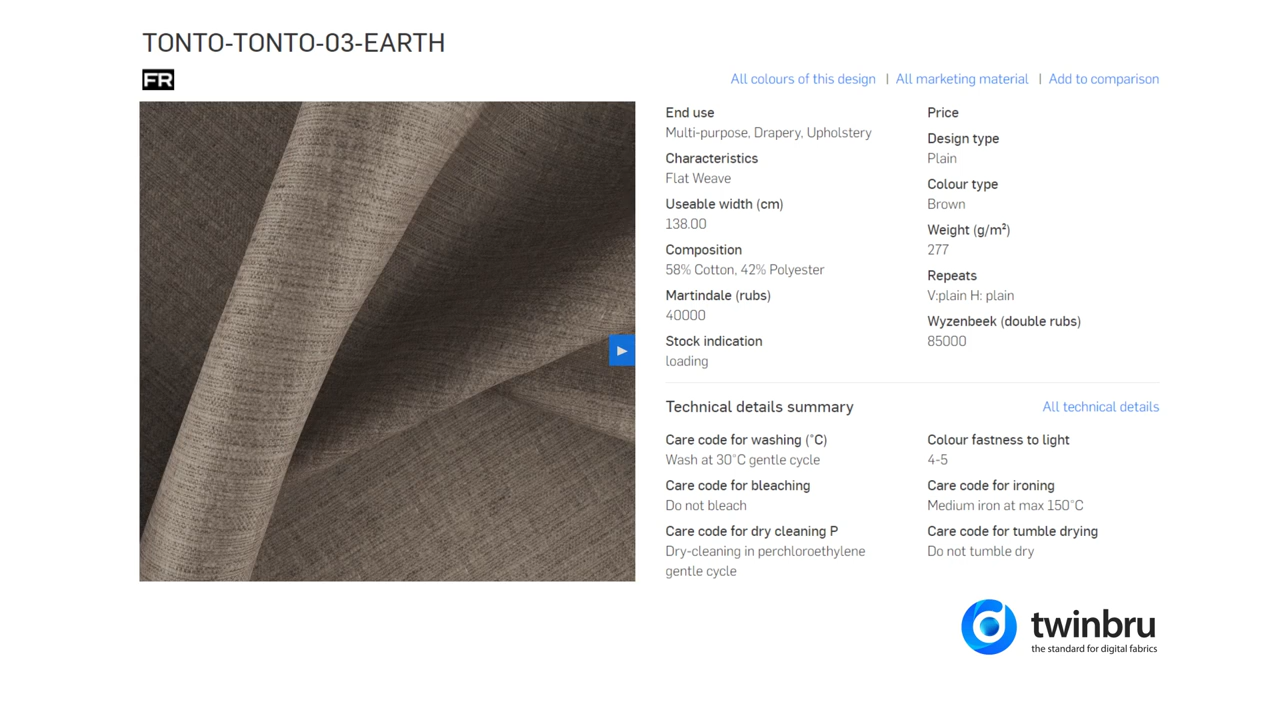 TONTO-TONTO-03-EARTH
FR
All colours of this design | All marketing material | Add to comparison
End use
Multi-purpose, Drapery, Upholstery
Characteristics
Flat Weave
Useable width (cm)
138.00
Composition
58% Cotton, 42% Polyester
Martindale (rubs)
40000
Stock indication
loading
Price
Design type
Plain
Colour type
Brown
Weight (g/m²)
277
Repeats
V:plain H: plain
Wyzenbeek (double rubs)
85000
Technical details summary
All technical details
Care code for washing (°C)
Wash at 30°C gentle cycle
Care code for bleaching
Do not bleach
Care code for dry cleaning P
Dry-cleaning in perchloroethylene
gentle cycle
Colour fastness to light
4-5
Care code for ironing
Medium iron at max 150°C
Care code for tumble drying
Do not tumble dry
twinbru
the standard for digital fabrics